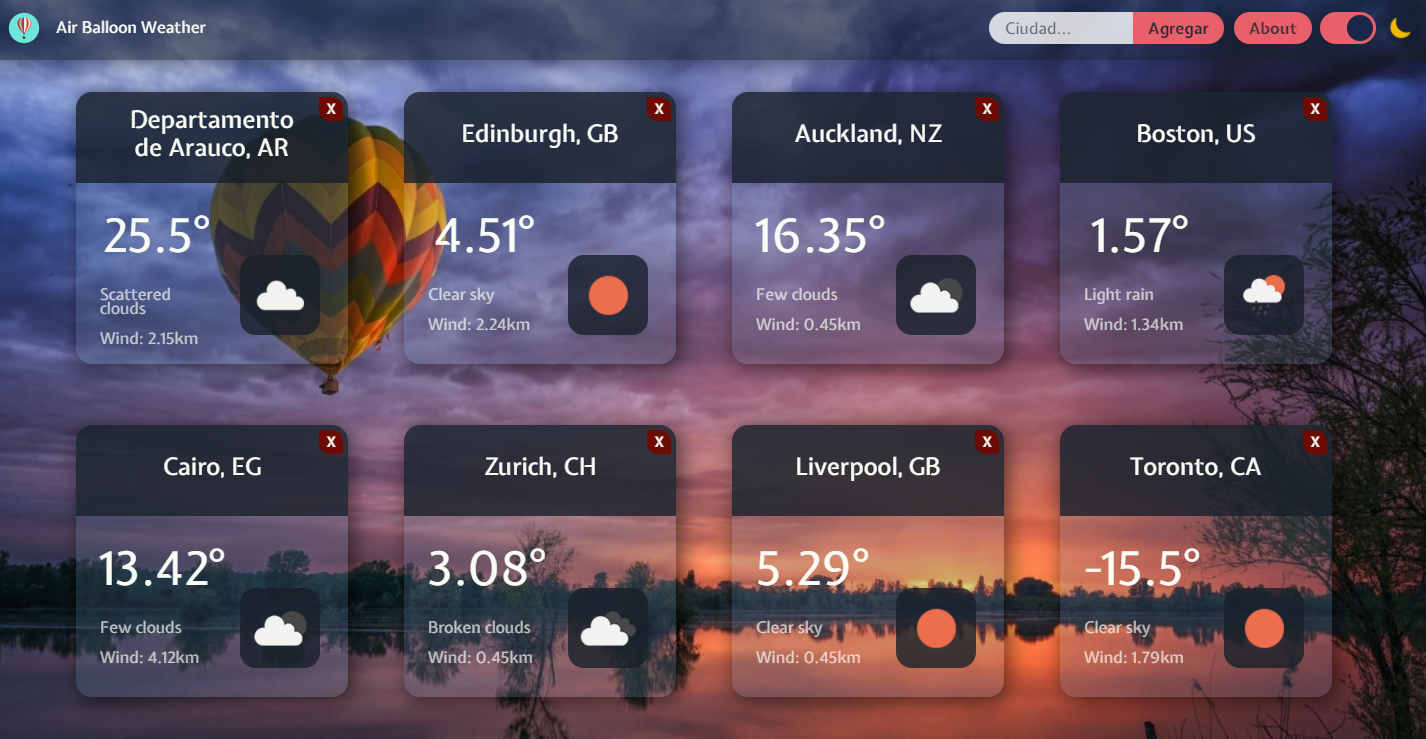 Air Balloon Weather
Ciudad...
Agregar
About
X
Departamento
de Arauco, AR
25.5°
Scattered
clouds
Wind: 2.15km
X
Edinburgh, GB
4.51°
Clear sky
Wind: 2.24km
X
Auckland, NZ
16.35°
Few clouds
Wind: 0.45km
X
Boston, US
1.57°
Light rain
Wind: 1.34km
X
Cairo, EG
13.42°
Few clouds
Wind: 4.12km
X
Zurich, CH
3.08°
Broken clouds
Wind: 0.45km
X
Liverpool, GB
5.29°
Clear sky
Wind: 0.45km
X
Toronto, CA
-15.5°
Clear sky
Wind: 1.79km